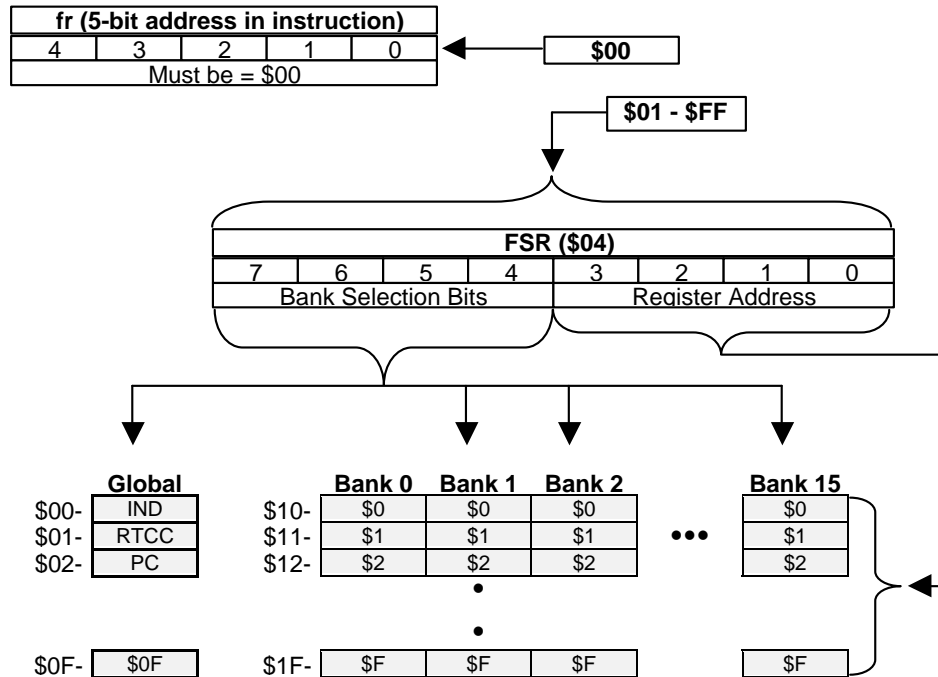 fr (5-bit address in instruction)
4 3 2 1 0
$00
Must be = $00
$01 - $FF
FSR ($04)
7 6 5 4 3 2 1 0
Bank Selection Bits Register Address
Global Bank 0 Bank 1 Bank 2 Bank 15
$00- IND $10- $0 $0 $0 $0
$01- RTCC $11- $1 $1 $1 $1
$02- PC $12- $2 $2 $2 $2
$0F- $0F $1F- $F $F $F $F